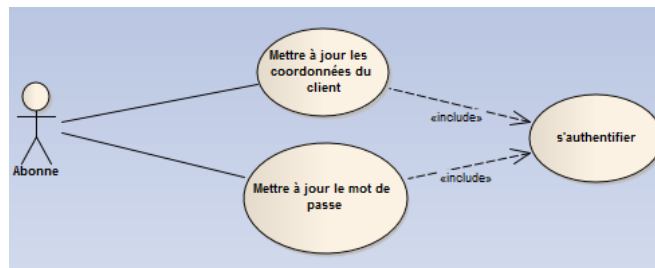 Mettre à jour les
coordonnées du
client
«include»
s'authentifier
Abonne
«include»
Mettre à jour le mot de
passe